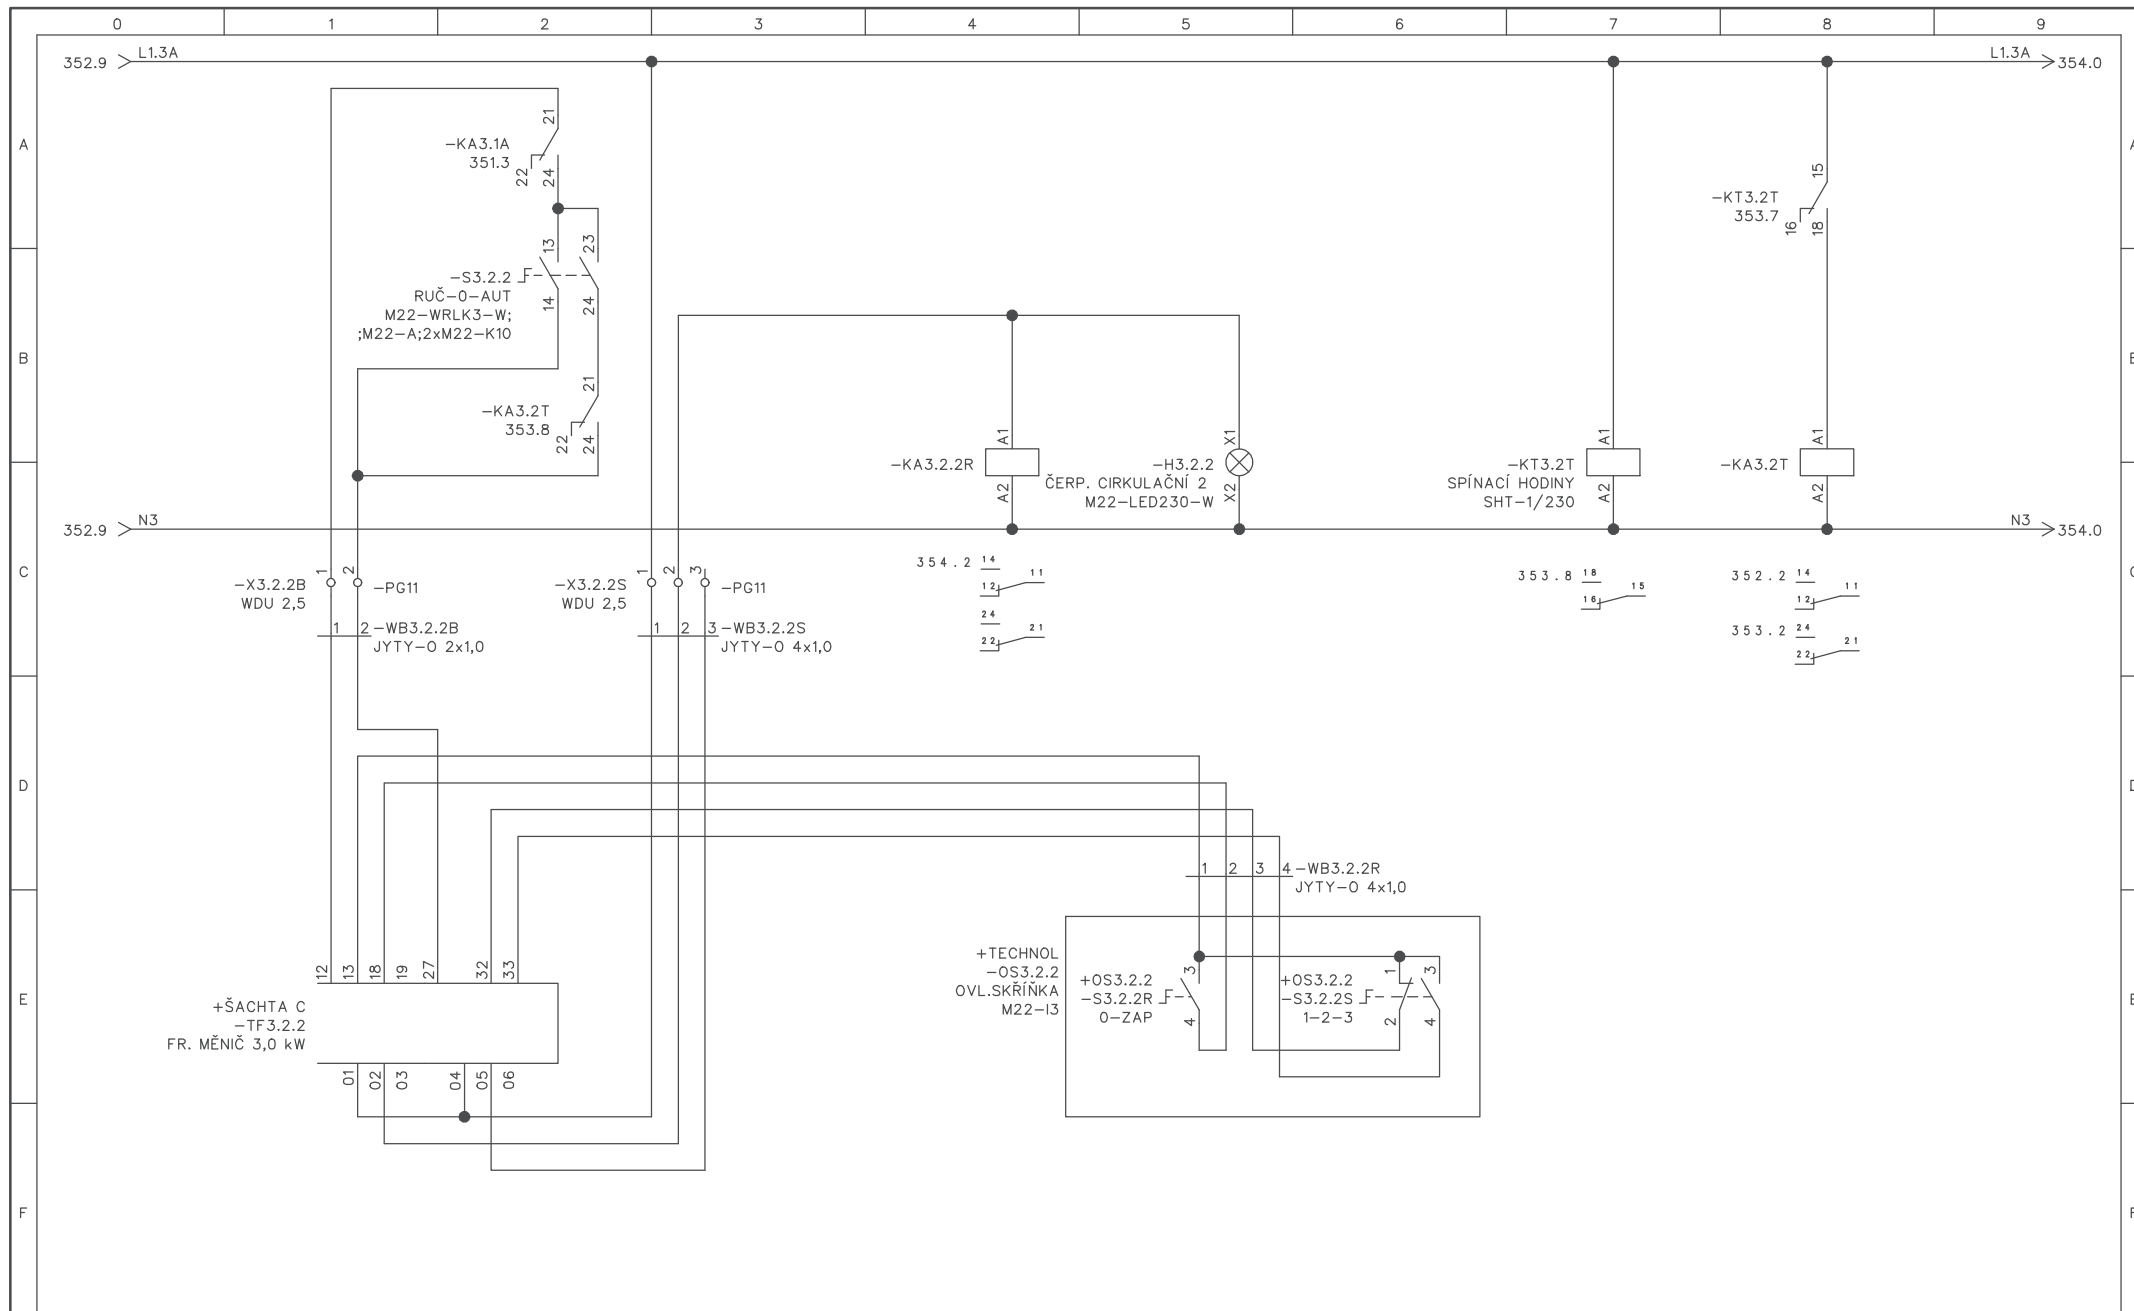 0 1 2 3 4 5 6 7 8 9
352.9 L1.3A L1.3A 354.0
A
21
-KA3.1A
351.3
22 24
15
-KT3.2T
353.7
16 18
13 23
-S3.2.2
RUČ-0-AUT
M22-WRLK3-W;
;M22-A;2xM22-K10
14 24
B
21
-KA3.2T
353.8
22 24
A1 X1 A1 A1
-KA3.2.2R
-H3.2.2
ČERP. CIRKULAČNÍ 2
M22-LED230-W
-KT3.2T
SPÍNACÍ HODINY
SHT-1/230
-KA3.2T
A2 X2 A2 A2
352.9 N3 N3 354.0
C
-X3.2.2B
WDU 2,5
1 2 -PG11
-X3.2.2S
WDU 2,5
1 2 3 -PG11
354.2 14
12 11
24
22 21
353.8 18
16 15
352.2 14
12 11
353.2 24
22 21
1 2 -WB3.2.2B
JYTY-O 2x1,0
1 2 3 -WB3.2.2S
JYTY-O 4x1,0
D
1 2 3 4 -WB3.2.2R
JYTY-O 4x1,0
E
12 13 18 19 27 32 33
+ŠACHTA C
-TF3.2.2
FR. MĚNIČ 3,0 kW
01 02 03 04 05 06
+TECHNOL
-OS3.2.2
OVL.SKŘÍŇKA
M22-I3
+OS3.2.2
-S3.2.2R
0-ZAP
3
4
+OS3.2.2
-S3.2.2S
1-2-3
1 3
2 4
F